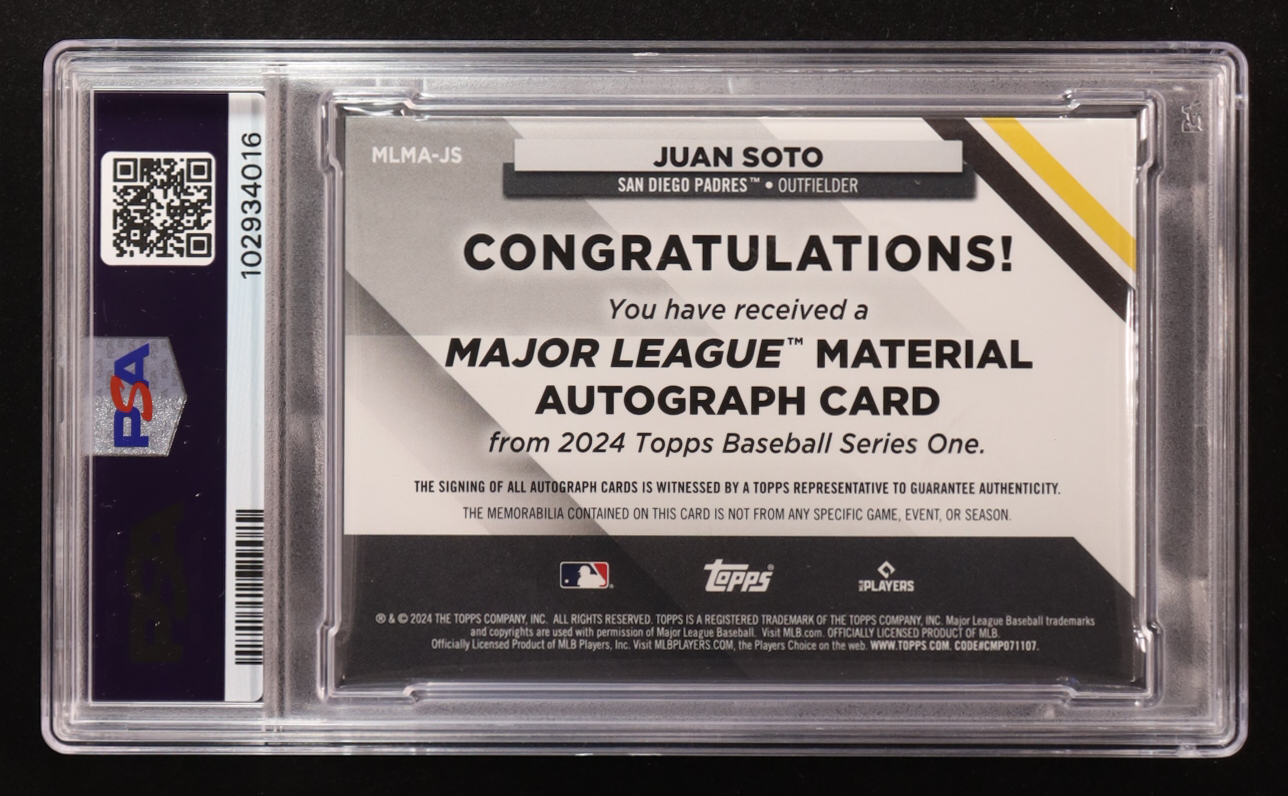 102934016
PSA
PSA
MLMA-JS
JUAN SOTO
SAN DIEGO PADRES™ • OUTFIELDER
CONGRATULATIONS!
You have received a
MAJOR LEAGUE™ MATERIAL
AUTOGRAPH CARD
from 2024 Topps Baseball Series One.
THE SIGNING OF ALL AUTOGRAPH CARDS IS WITNESSED BY A TOPPS REPRESENTATIVE TO GUARANTEE AUTHENTICITY.
THE MEMORABILIA CONTAINED ON THIS CARD IS NOT FROM ANY SPECIFIC GAME, EVENT, OR SEASON.
Topps®
MLB PLAYERS
® & © 2024 THE TOPPS COMPANY, INC. ALL RIGHTS RESERVED. TOPPS IS A REGISTERED TRADEMARK OF THE TOPPS COMPANY, INC. Major League Baseball trademarks
and copyrights are used with permission of Major League Baseball. Visit MLB.com. OFFICIALLY LICENSED PRODUCT OF MLB.
Officially Licensed Product of MLB Players, Inc. Visit MLBPLAYERS.COM, the Players Choice on the web. WWW.TOPPS.COM. CODE#CMP071107.
PSA